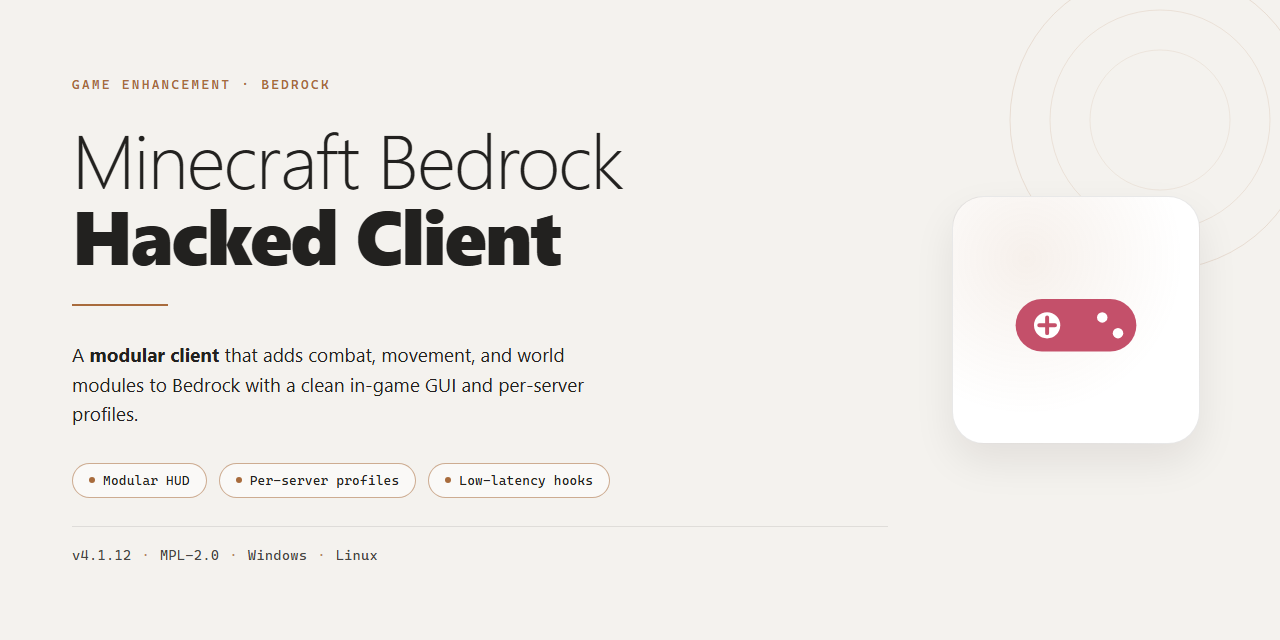 GAME ENHANCEMENT · BEDROCK
Minecraft Bedrock
Hacked Client
A modular client that adds combat, movement, and world
modules to Bedrock with a clean in-game GUI and per-server
profiles.
Modular HUD
Per-server profiles
Low-latency hooks
v4.1.12 · MPL-2.0 · Windows · Linux